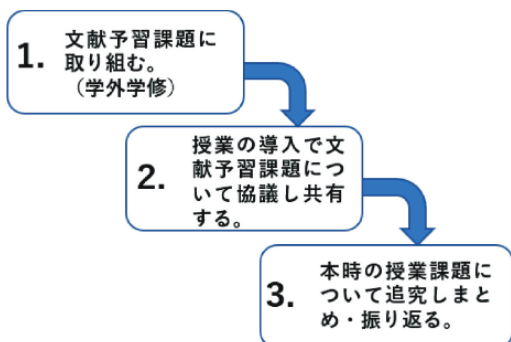 1. 文献予習課題に
取り組む。
（学外学修）
2. 授業の導入で文
献予習課題につ
いて協議し共有
する。
3. 本時の授業課題に
ついて追究しまと
め・振り返る。